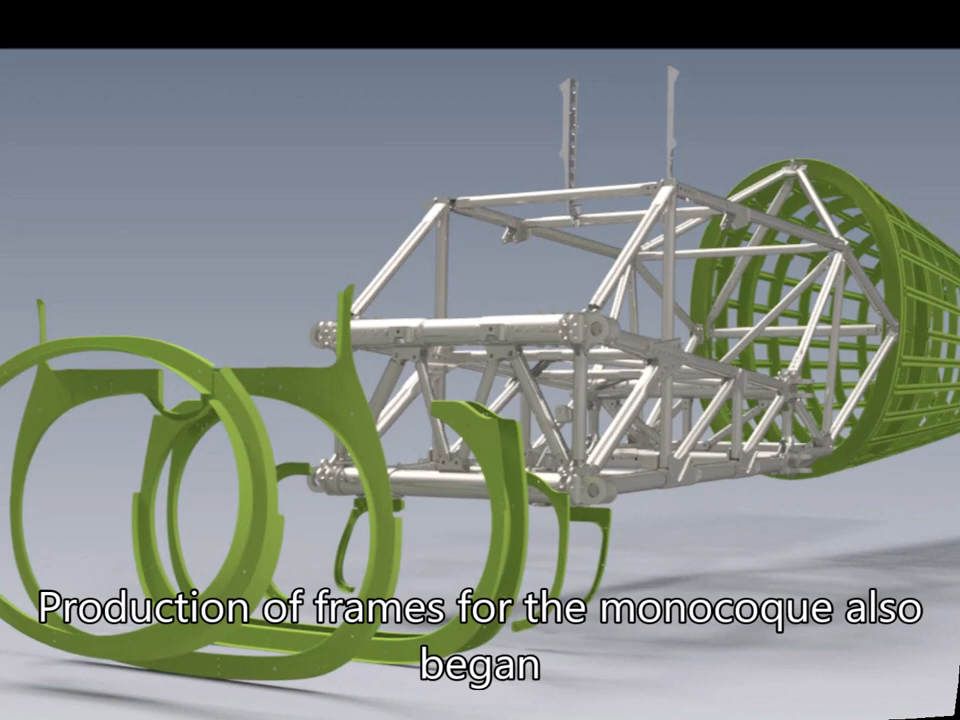 Production of frames for the monocoque also
began